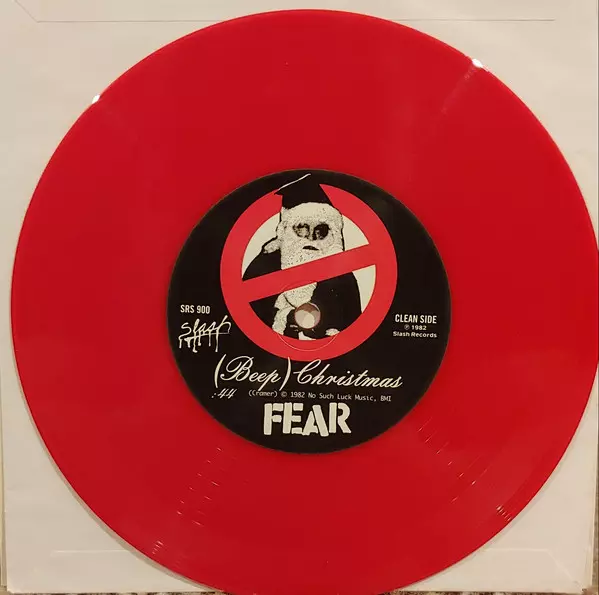 SRS 900
slash
CLEAN SIDE
℗ 1982
Slash Records
(Beep) Christmas
:44
(Cramer) © 1982 No Such Luck Music, BMI
FEAR